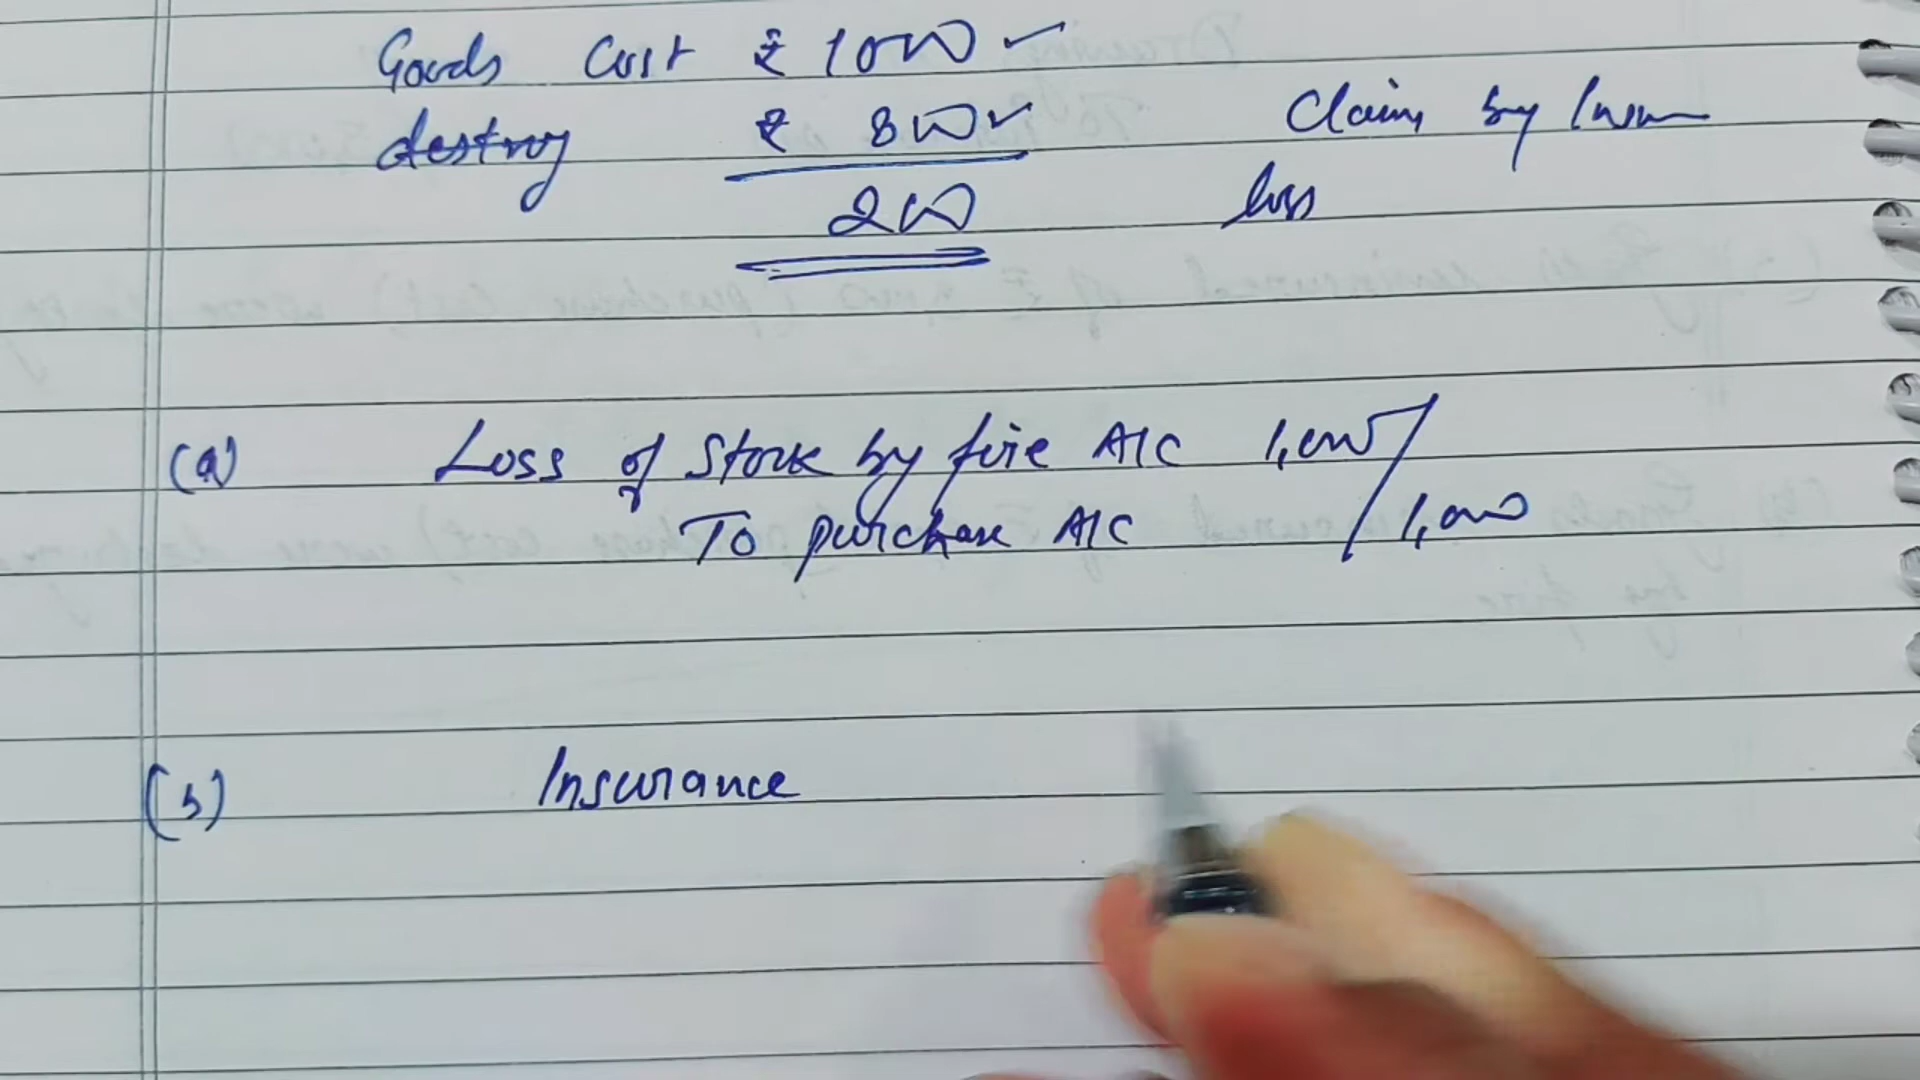 Goods Cost ₹ 1000 ✓
destroy ₹ 800 ✓ Claim by Insu
200 loss
(a) Loss of Stock by fire A/C 1,000
To purchase A/C 1,000
(b) Insurance